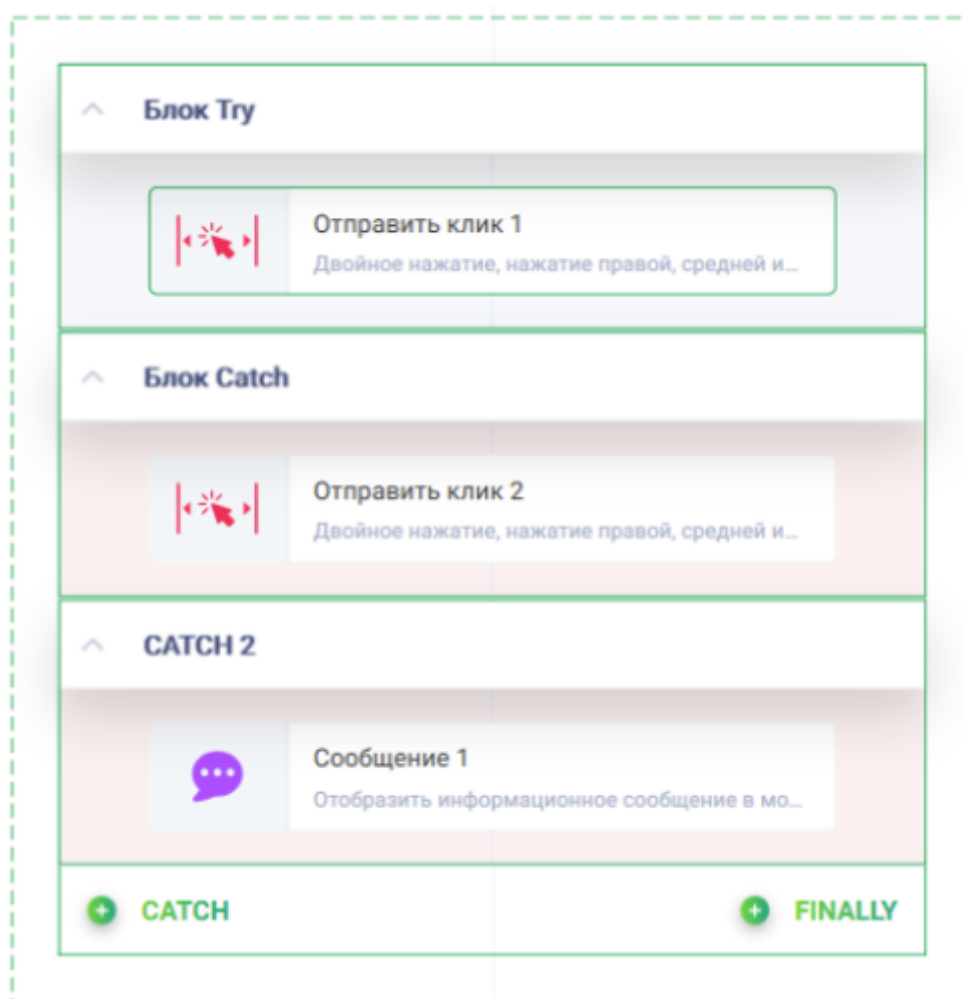 Блок Try
Отправить клик 1
Двойное нажатие, нажатие правой, средней и...
Блок Catch
Отправить клик 2
Двойное нажатие, нажатие правой, средней и...
CATCH 2
Сообщение 1
Отобразить информационное сообщение в мо...
CATCH FINALLY